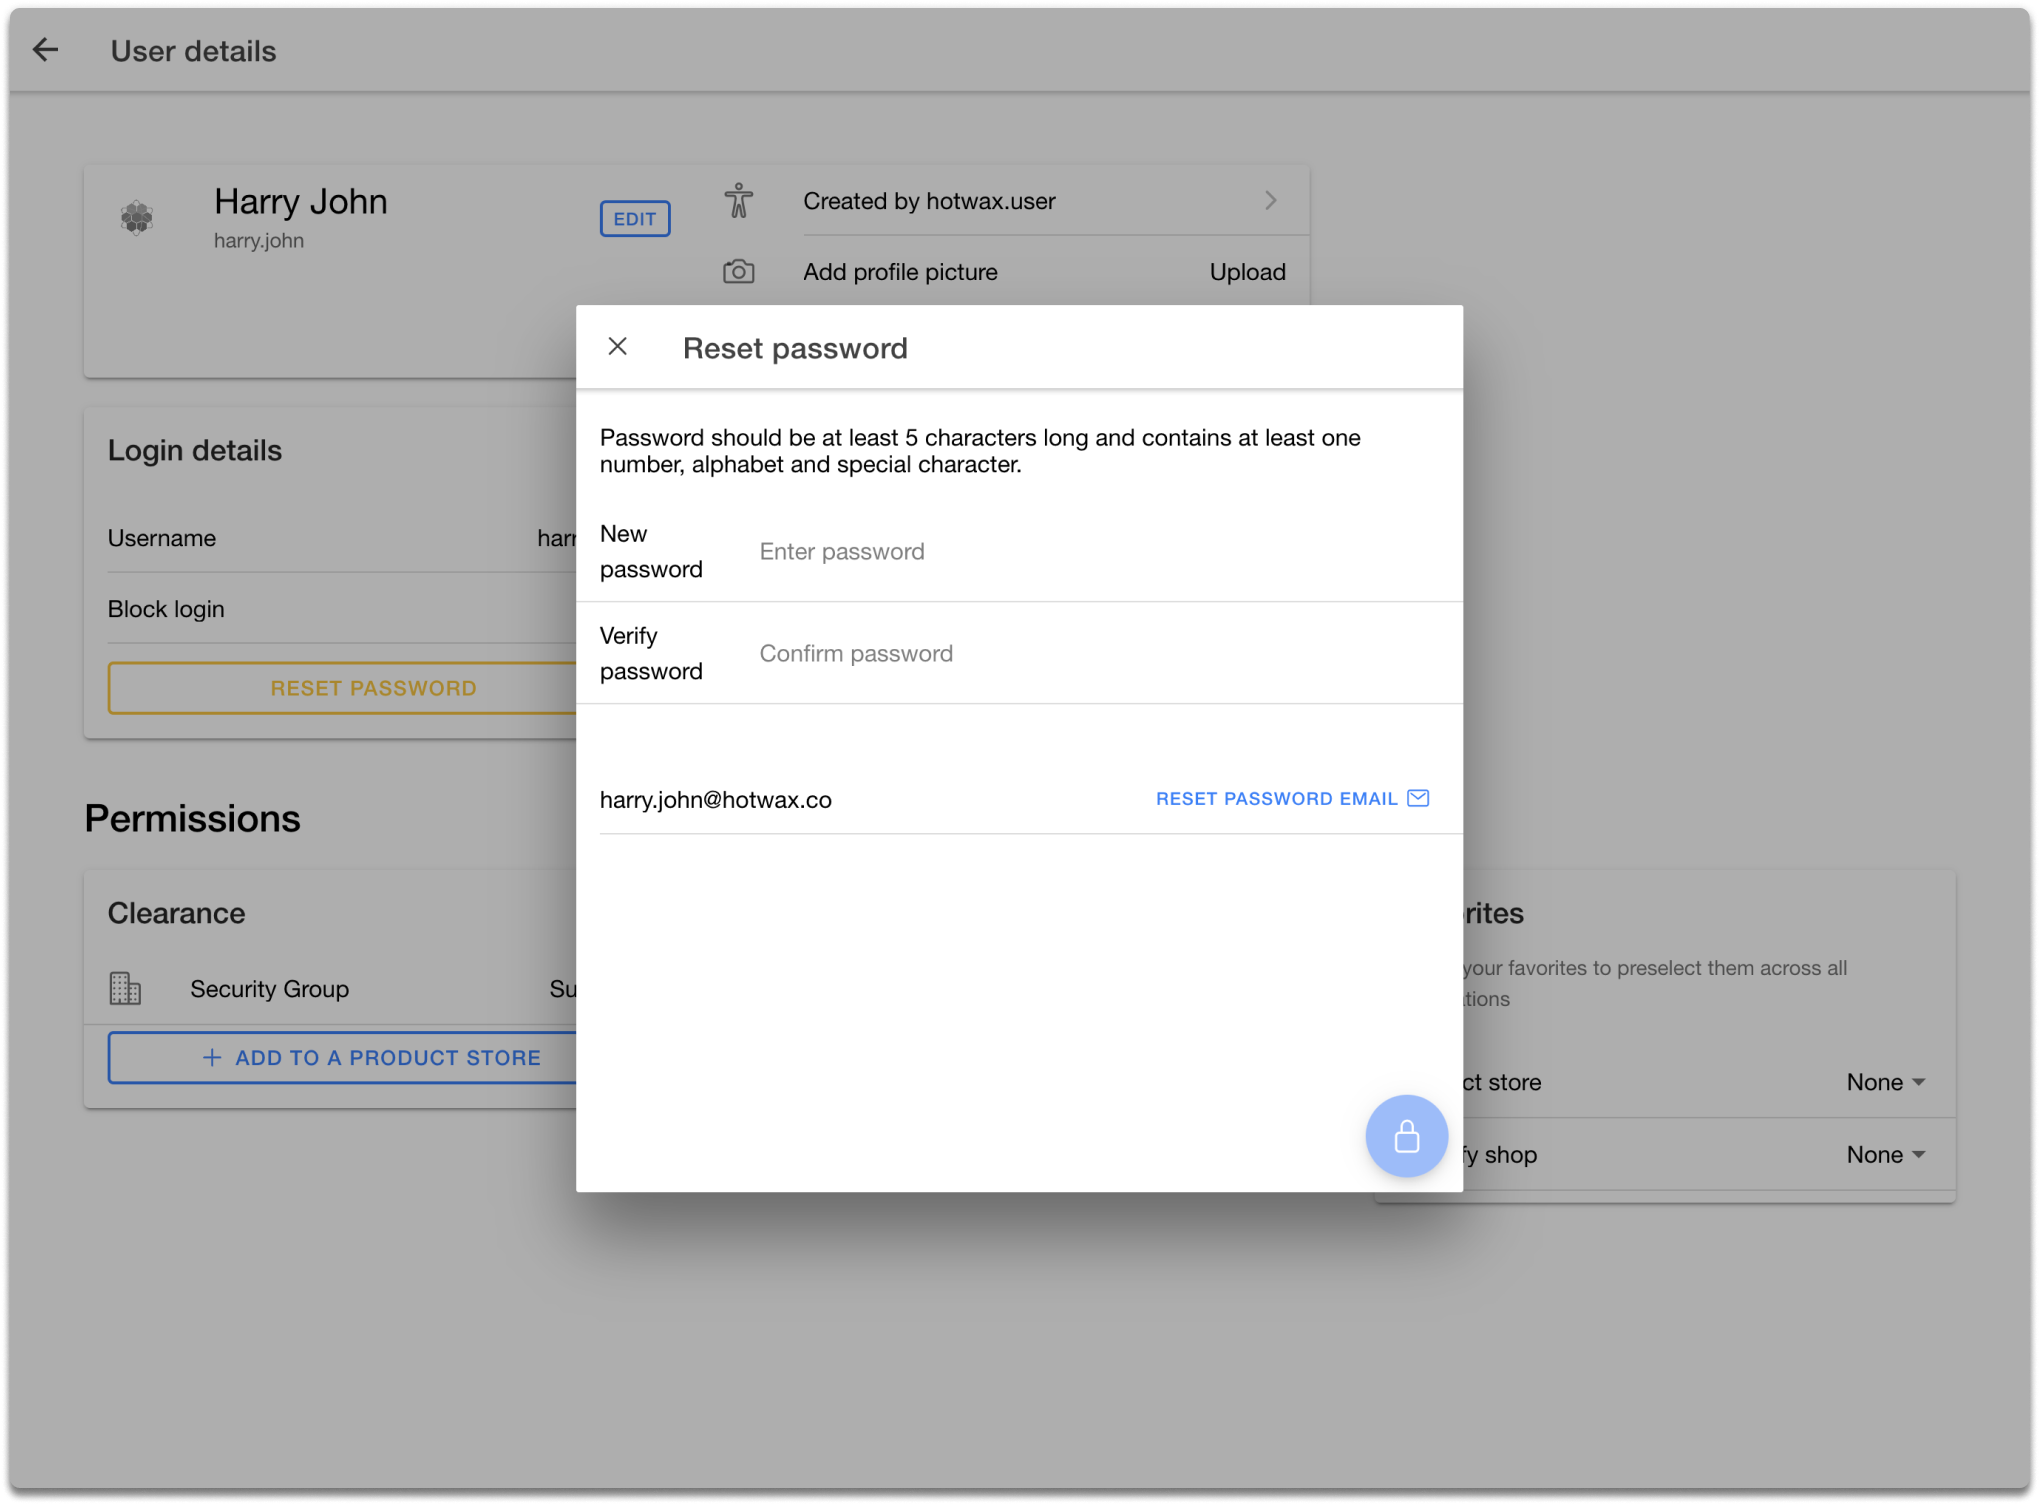 User details
Harry John
harry.john
EDIT
Created by hotwax.user
Add profile picture
Upload
Reset password
Password should be at least 5 characters long and contains at least one
number, alphabet and special character.
New
password
Enter password
Verify
password
Confirm password
harry.john@hotwax.co
RESET PASSWORD EMAIL
Login details
Username
harr
Block login
RESET PASSWORD
Permissions
Clearance
Security Group
Su
ADD TO A PRODUCT STORE
rites
your favorites to preselect them across all
tions
ct store
None
fy shop
None